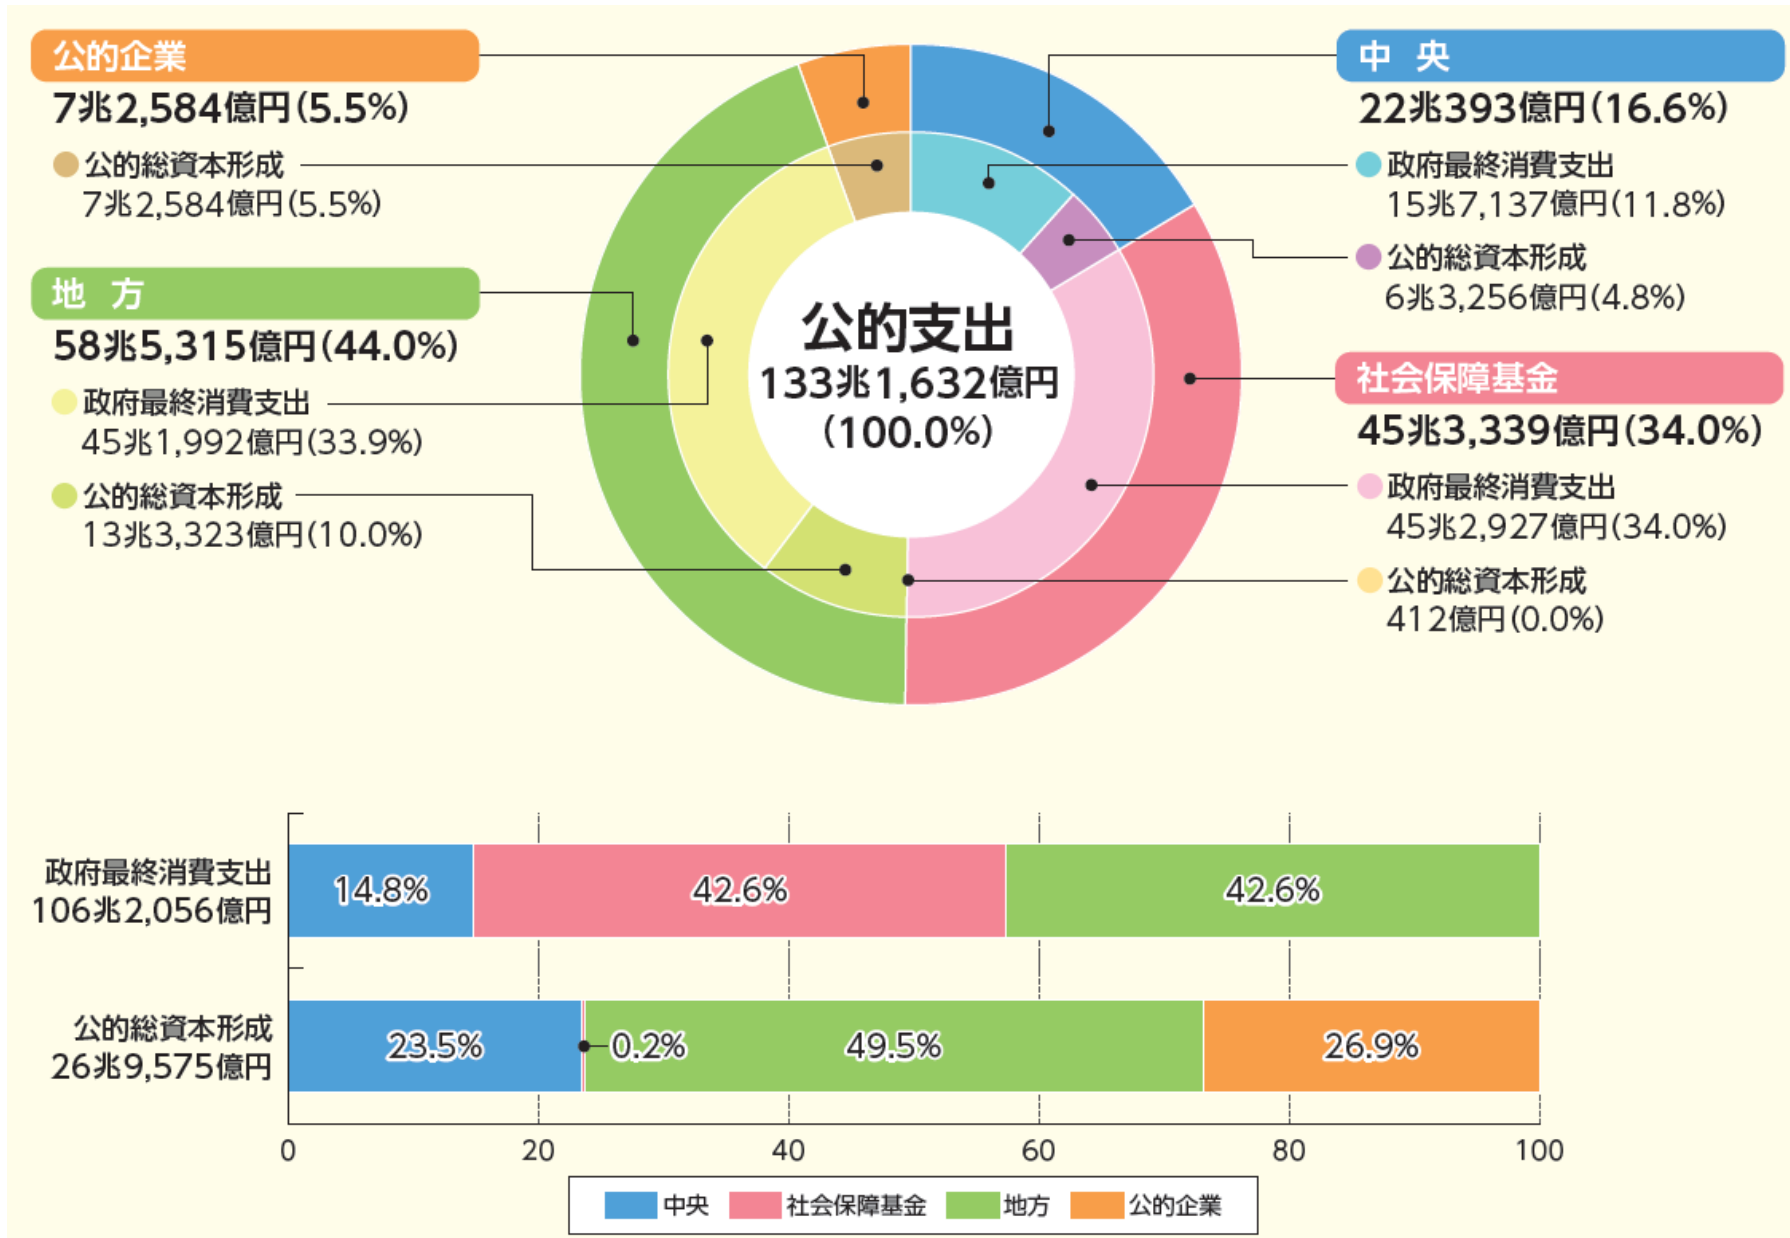 公的企業
7兆2,584億円(5.5%)
公的総資本形成
7兆2,584億円(5.5%)
地 方
58兆5,315億円(44.0%)
政府最終消費支出
45兆1,992億円(33.9%)
公的総資本形成
13兆3,323億円(10.0%)
公的支出
133兆1,632億円
(100.0%)
中 央
22兆393億円(16.6%)
政府最終消費支出
15兆7,137億円(11.8%)
公的総資本形成
6兆3,256億円(4.8%)
社会保障基金
45兆3,339億円(34.0%)
政府最終消費支出
45兆2,927億円(34.0%)
公的総資本形成
412億円(0.0%)
政府最終消費支出
106兆2,056億円
14.8%
42.6%
42.6%
公的総資本形成
26兆9,575億円
23.5%
0.2%
49.5%
26.9%
0
20
40
60
80
100
中央
社会保障基金
地方
公的企業